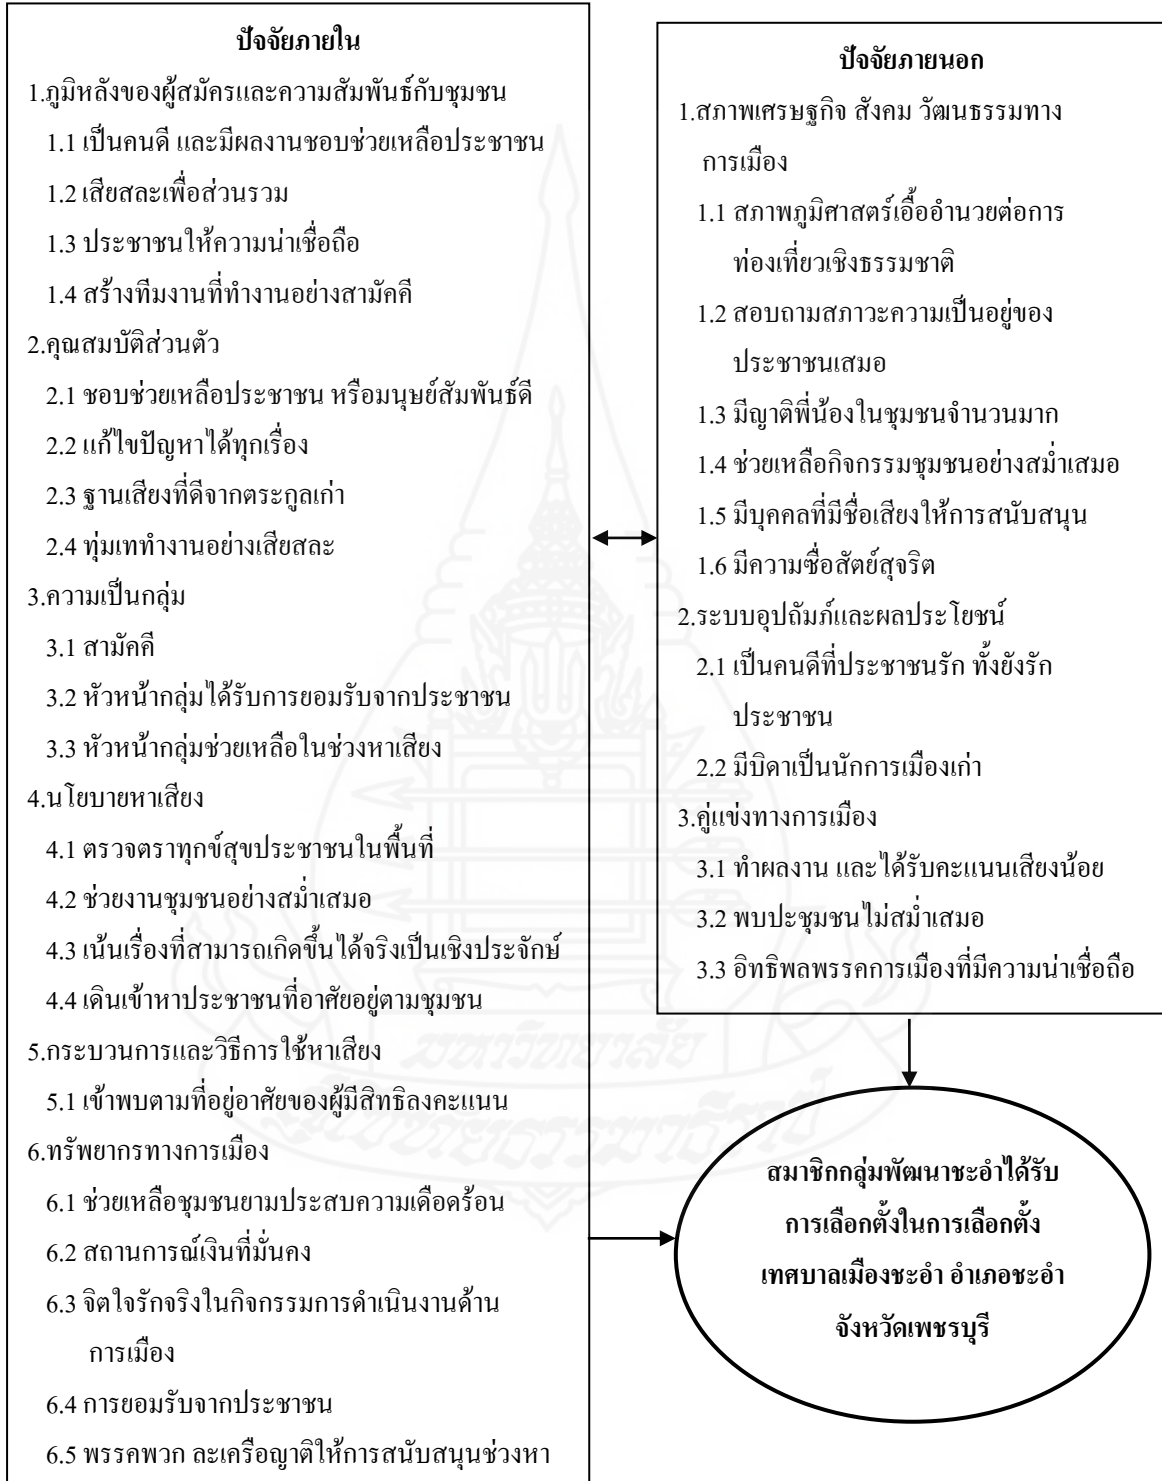 ปัจจัยภายใน
1.ภูมิหลังของผู้สมัครและความสัมพันธ์กับชุมชน
1.1 เป็นคนดี และมีผลงานชอบช่วยเหลือประชาชน
1.2 เสียสละเพื่อส่วนรวม
1.3 ประชาชนให้ความน่าเชื่อถือ
1.4 สร้างทีมงานที่ทำงานอย่างสามัคคี
2.คุณสมบัติส่วนตัว
2.1 ชอบช่วยเหลือประชาชน หรือมนุษย์สัมพันธ์ดี
2.2 แก้ไขปัญหาได้ทุกเรื่อง
2.3 ฐานเสียงที่ดีจากตระกูลเก่า
2.4 ทุ่มเททำงานอย่างเสียสละ
3.ความเป็นกลุ่ม
3.1 สามัคคี
3.2 หัวหน้ากลุ่มได้รับการยอมรับจากประชาชน
3.3 หัวหน้ากลุ่มช่วยเหลือในช่วงหาเสียง
4.นโยบายหาเสียง
4.1 ตรวจตราทุกข์สุขประชาชนในพื้นที่
4.2 ช่วยงานชุมชนอย่างสม่ำเสมอ
4.3 เน้นเรื่องที่สามารถเกิดขึ้นได้จริงเป็นเชิงประจักษ์
4.4 เดินเข้าหาประชาชนที่อาศัยอยู่ตามชุมชน
5.กระบวนการและวิธีการใช้หาเสียง
5.1 เข้าพบตามที่อยู่อาศัยของผู้มีสิทธิลงคะแนน
6.ทรัพยากรทางการเมือง
6.1 ช่วยเหลือชุมชนยามประสบความเดือดร้อน
6.2 สถานการณ์เงินที่มั่นคง
6.3 จิตใจรักจริงในกิจกรรมการดำเนินงานด้าน
การเมือง
6.4 การยอมรับจากประชาชน
6.5 พรรคพวก ละเครือญาติให้การสนับสนุนช่วงหา
ปัจจัยภายนอก
1.สภาพเศรษฐกิจ สังคม วัฒนธรรมทาง
การเมือง
1.1 สภาพภูมิศาสตร์เอื้ออำนวยต่อการ
ท่องเที่ยวเชิงธรรมชาติ
1.2 สอบถามสภาวะความเป็นอยู่ของ
ประชาชนเสมอ
1.3 มีญาติพี่น้องในชุมชนจำนวนมาก
1.4 ช่วยเหลือกิจกรรมชุมชนอย่างสม่ำเสมอ
1.5 มีบุคคลที่มีชื่อเสียงให้การสนับสนุน
1.6 มีความซื่อสัตย์สุจริต
2.ระบบอุปถัมภ์และผลประโยชน์
2.1 เป็นคนดีที่ประชาชนรัก ทั้งยังรัก
ประชาชน
2.2 มีบิดาเป็นนักการเมืองเก่า
3.คู่แข่งทางการเมือง
3.1 ทำผลงาน และได้รับคะแนนเสียงน้อย
3.2 พบปะชุมชนไม่สม่ำเสมอ
3.3 อิทธิพลพรรคการเมืองที่มีความน่าเชื่อถือ
สมาชิกกลุ่มพัฒนาชะอำได้รับ
การเลือกตั้งในการเลือกตั้ง
เทศบาลเมืองชะอำ อำเภอชะอำ
จังหวัดเพชรบุรี
มหาวิทยาลัย
สุโขทัยธรรมาธิราช